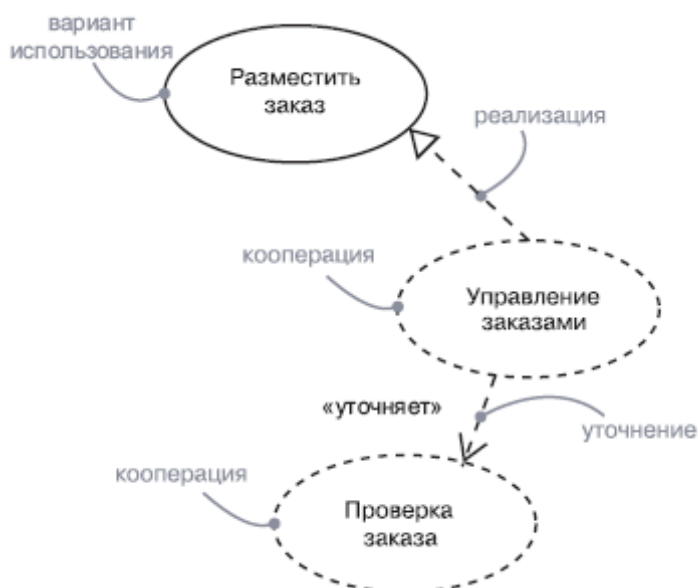 вариант
использования
Разместить
заказ
реализация
кооперация
Управление
заказами
«уточняет»
уточнение
кооперация
Проверка
заказа